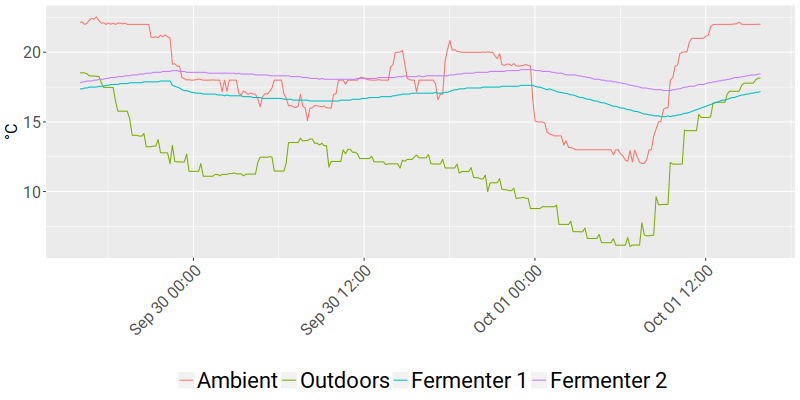 °C
20
15
10
Sep 30 00:00
Sep 30 12:00
Oct 01 00:00
Oct 01 12:00
Ambient Outdoors Fermenter 1 Fermenter 2